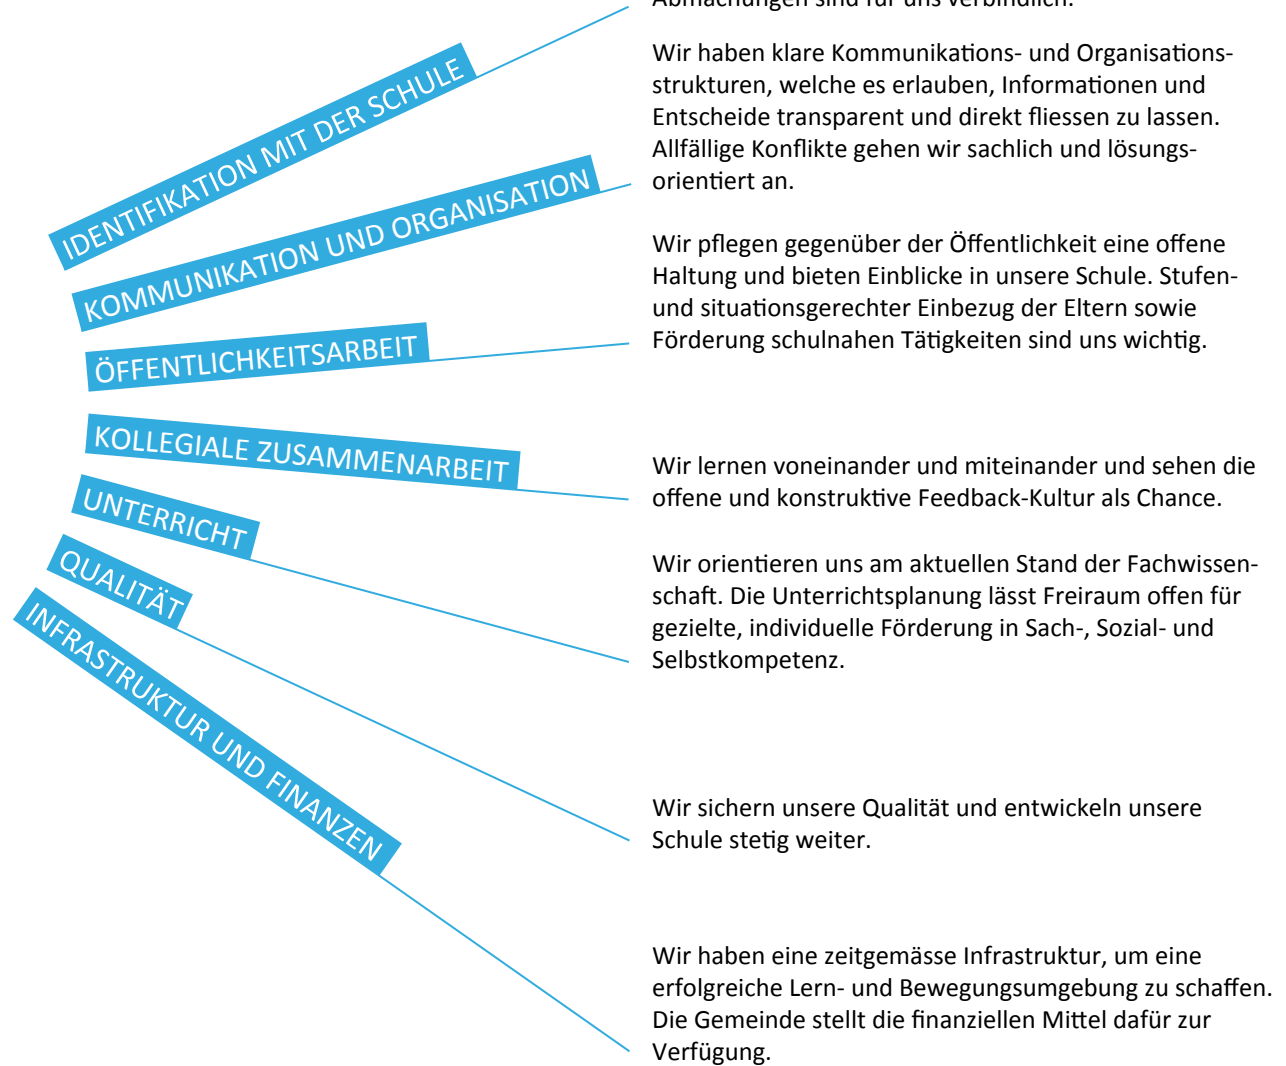 Abmachungen sind für uns verbindlich.
IDENTIFIKATION MIT DER SCHULE
Wir haben klare Kommunikations- und Organisations-
strukturen, welche es erlauben, Informationen und
Entscheide transparent und direkt fliessen zu lassen.
Allfällige Konflikte gehen wir sachlich und lösungs-
orientiert an.
KOMMUNIKATION UND ORGANISATION
Wir pflegen gegenüber der Öffentlichkeit eine offene
Haltung und bieten Einblicke in unsere Schule. Stufen-
und situationsgerechter Einbezug der Eltern sowie
Förderung schulnahen Tätigkeiten sind uns wichtig.
ÖFFENTLICHKEITSARBEIT
KOLLEGIALE ZUSAMMENARBEIT
Wir lernen voneinander und miteinander und sehen die
offene und konstruktive Feedback-Kultur als Chance.
UNTERRICHT
Wir orientieren uns am aktuellen Stand der Fachwissen-
schaft. Die Unterrichtsplanung lässt Freiraum offen für
gezielte, individuelle Förderung in Sach-, Sozial- und
Selbstkompetenz.
QUALITÄT
Wir sichern unsere Qualität und entwickeln unsere
Schule stetig weiter.
INFRASTRUKTUR UND FINANZEN
Wir haben eine zeitgemässe Infrastruktur, um eine
erfolgreiche Lern- und Bewegungsumgebung zu schaffen.
Die Gemeinde stellt die finanziellen Mittel dafür zur
Verfügung.